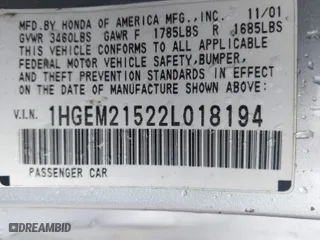 MFD.BY HONDA OF AMERICA MFG.,INC. 11/01
GVWR 3460LBS GAWR F 1785LBS R 1685LBS
THIS VEHICLE CONFORMS TO ALL APPLICABLE
FEDERAL MOTOR VEHICLE SAFETY,BUMPER,
AND THEFT PREVENTION STANDARDS IN EFFECT
ON THE DATE OF MANUFACTURE SHOWN ABOVE.
V.I.N. 1HGEM21522L018194
PASSENGER CAR
DREAMBID